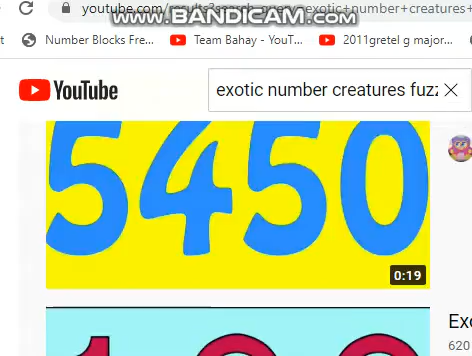 www.BANDICAM.com
youtube.com/results?search_query=exotic+number+creatures+
t Number Blocks Fre... Team Bahay - YouT... 2011gretel g major...
YouTube
exotic number creatures fuzz
5450
0:19
Exo
620